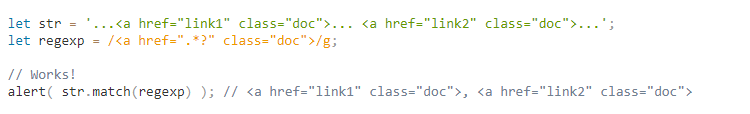 let str = '...<a href="link1" class="doc">... <a href="link2" class="doc">...';
let regexp = /<a href=".*?" class="doc">/g;
// Works!
alert( str.match(regexp) ); // <a href="link1" class="doc">, <a href="link2" class="doc">